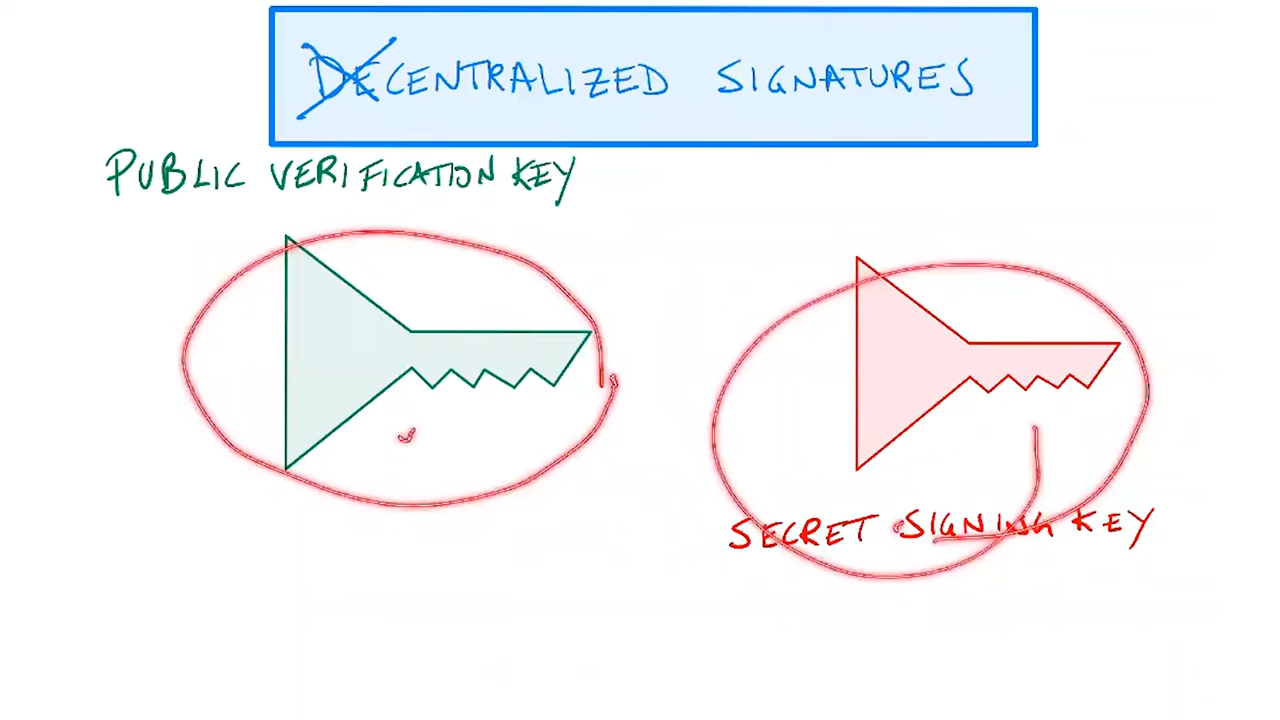 DECENTRALIZED SIGNATURES
PUBLIC VERIFICATION KEY
SECRET SIGNING KEY